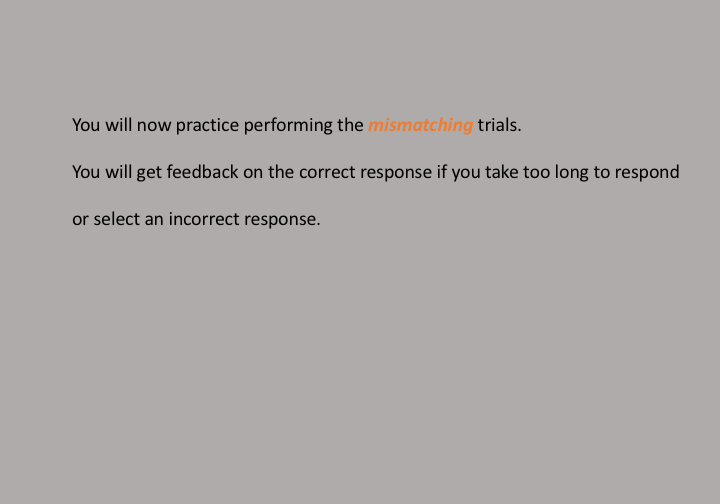 You will now practice performing the mismatching trials.
You will get feedback on the correct response if you take too long to respond
or select an incorrect response.